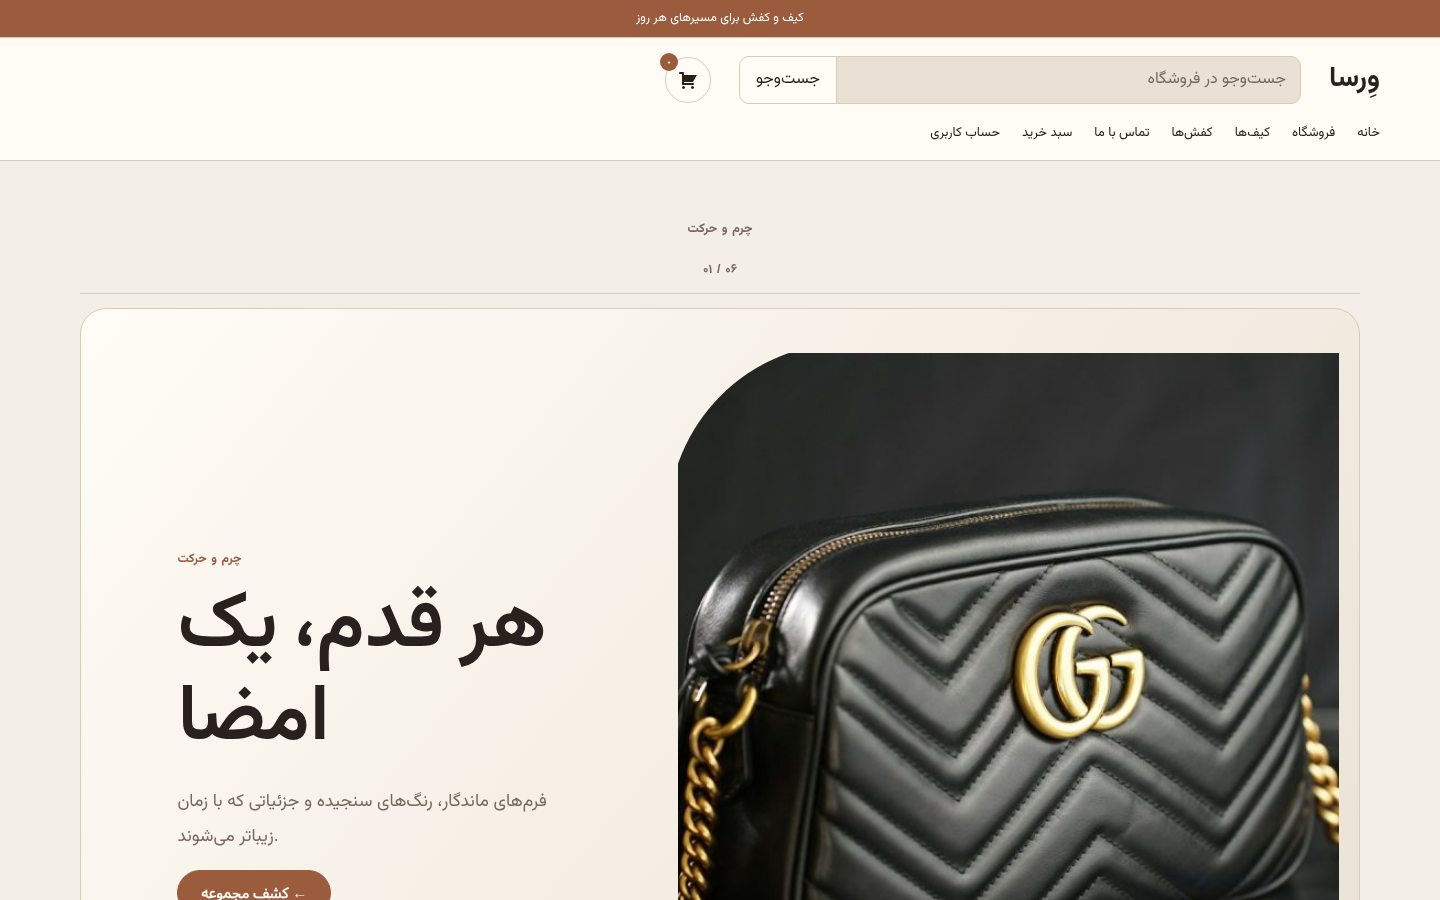 کیف و کفش برای مسیرهای هر روز
وِرسا
جست‌وجو در فروشگاه
جست‌وجو
۰
خانه
فروشگاه
کیف‌ها
کفش‌ها
تماس با ما
سبد خرید
حساب کاربری
چرم و حرکت
۰۱ / ۰۶
چرم و حرکت
هر قدم، یک
امضا
فرم‌های ماندگار، رنگ‌های سنجیده و جزئیاتی که با زمان
زیباتر می‌شوند.
کشف مجموعه ←